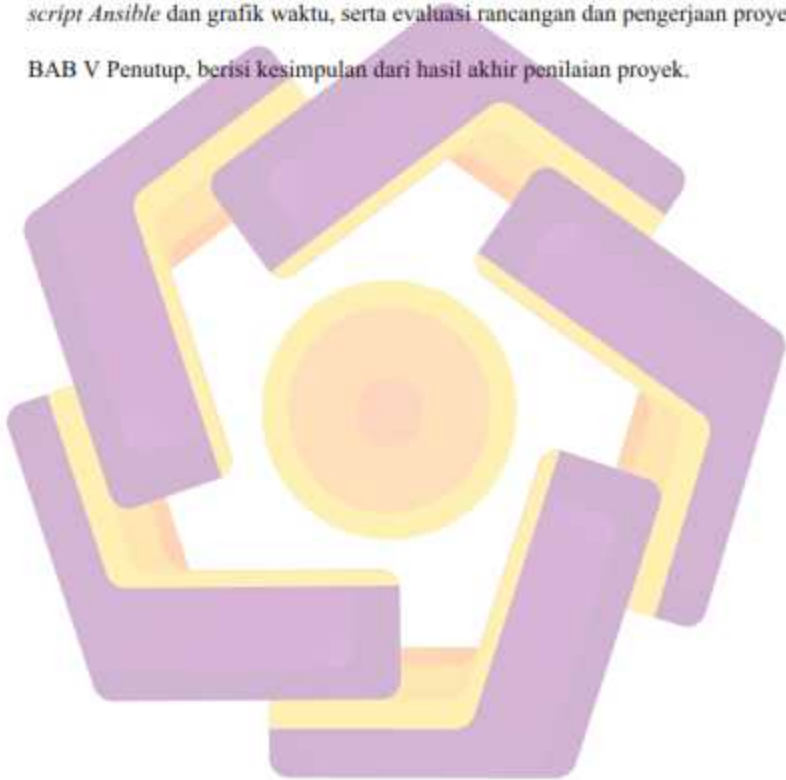 script Ansible dan grafik waktu, serta evaluasi rancangan dan pengerjaan proye
BAB V Penutup, berisi kesimpulan dari hasil akhir penilaian proyek.